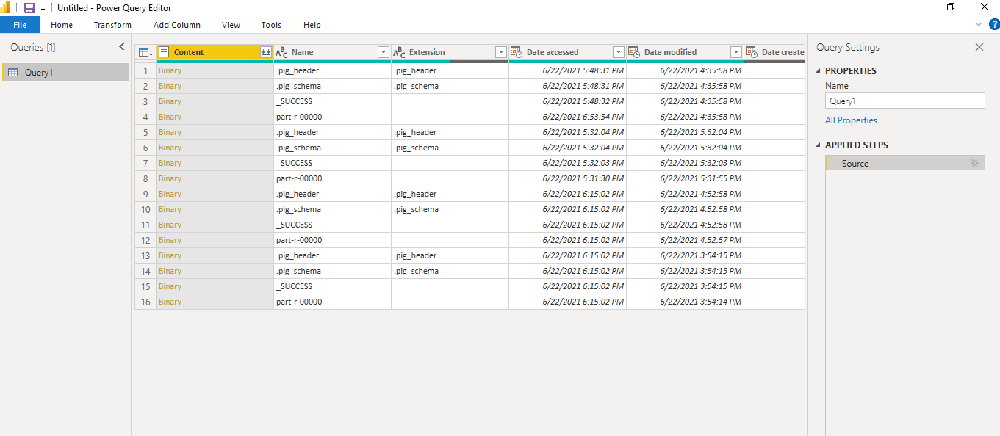 Untitled - Power Query Editor
File Home Transform Add Column View Tools Help ?
Queries [1]
Query1
Content ABC Name ABC Extension Date accessed Date modified Date create
1 Binary .pig_header .pig_header 6/22/2021 5:48:31 PM 6/22/2021 4:35:58 PM
2 Binary .pig_schema .pig_schema 6/22/2021 5:48:31 PM 6/22/2021 4:35:58 PM
3 Binary _SUCCESS 6/22/2021 5:48:32 PM 6/22/2021 4:35:58 PM
4 Binary part-r-00000 6/22/2021 6:53:54 PM 6/22/2021 4:35:58 PM
5 Binary .pig_header .pig_header 6/22/2021 5:32:04 PM 6/22/2021 5:32:04 PM
6 Binary .pig_schema .pig_schema 6/22/2021 5:32:04 PM 6/22/2021 5:32:04 PM
7 Binary _SUCCESS 6/22/2021 5:32:03 PM 6/22/2021 5:32:03 PM
8 Binary part-r-00000 6/22/2021 5:31:30 PM 6/22/2021 5:31:55 PM
9 Binary .pig_header .pig_header 6/22/2021 6:15:02 PM 6/22/2021 4:52:58 PM
10 Binary .pig_schema .pig_schema 6/22/2021 6:15:02 PM 6/22/2021 4:52:58 PM
11 Binary _SUCCESS 6/22/2021 6:15:02 PM 6/22/2021 4:52:58 PM
12 Binary part-r-00000 6/22/2021 6:15:02 PM 6/22/2021 4:52:57 PM
13 Binary .pig_header .pig_header 6/22/2021 6:15:02 PM 6/22/2021 3:54:15 PM
14 Binary .pig_schema .pig_schema 6/22/2021 6:15:02 PM 6/22/2021 3:54:15 PM
15 Binary _SUCCESS 6/22/2021 6:15:02 PM 6/22/2021 3:54:15 PM
16 Binary part-r-00000 6/22/2021 6:15:02 PM 6/22/2021 3:54:14 PM
Query Settings
PROPERTIES
Name
Query1
All Properties
APPLIED STEPS
Source